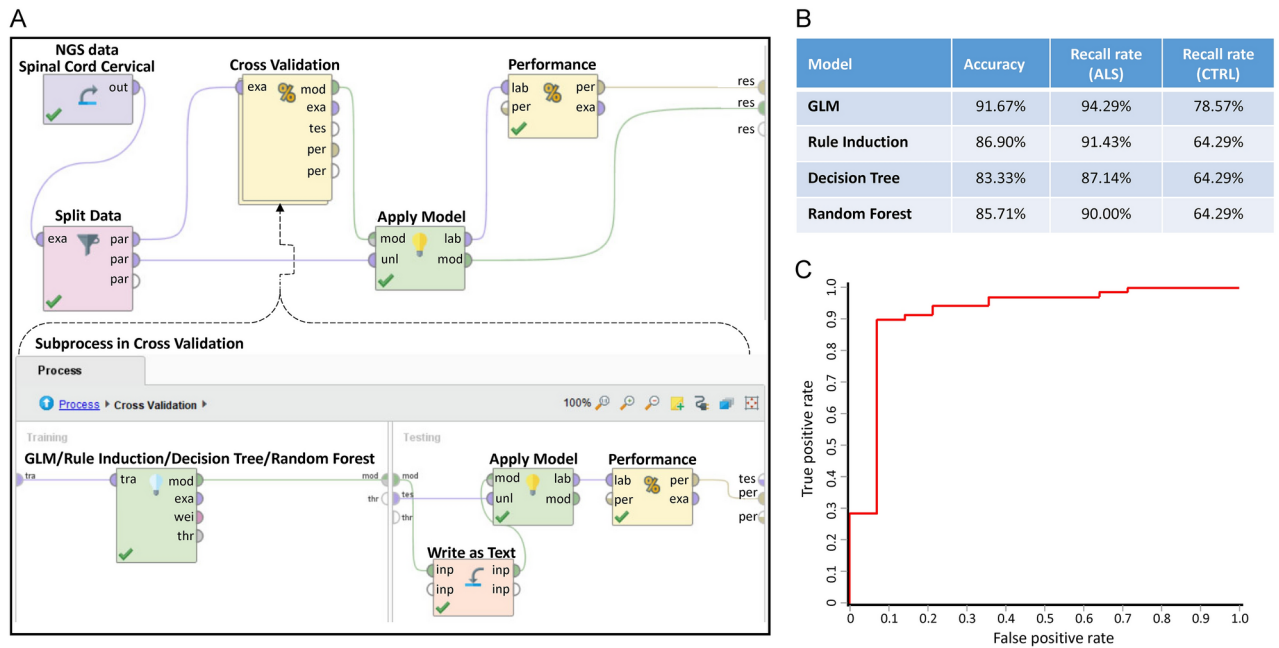 A
NGS data
Spinal Cord Cervical
out
Cross Validation
exa
mod
exa
tes
per
per
Performance
lab
per
per
exa
res
res
res
Split Data
exa
par
par
par
Apply Model
mod
lab
unl
mod
Subprocess in Cross Validation
Process
Process
Cross Validation
100%
Training
GLM/Rule Induction/Decision Tree/Random Forest
tra
tra
mod
exa
wei
thr
mod
thr
Testing
mod
tes
thr
Apply Model
mod
lab
unl
mod
Performance
lab
per
per
exa
tes
per
per
Write as Text
inp
inp
inp
inp
B
Model Accuracy Recall rate (ALS) Recall rate (CTRL)
GLM 91.67% 94.29% 78.57%
Rule Induction 86.90% 91.43% 64.29%
Decision Tree 83.33% 87.14% 64.29%
Random Forest 85.71% 90.00% 64.29%
C
True positive rate
1.0
0.9
0.8
0.7
0.6
0.5
0.4
0.3
0.2
0.1
0
0 0.1 0.2 0.3 0.4 0.5 0.6 0.7 0.8 0.9 1.0
False positive rate